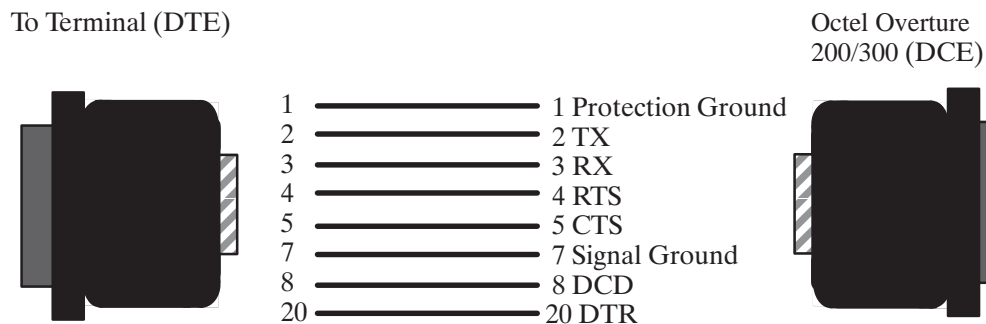 To Terminal (DTE)
Octel Overture
200/300 (DCE)
1 1 Protection Ground
2 2 TX
3 3 RX
4 4 RTS
5 5 CTS
7 7 Signal Ground
8 8 DCD
20 20 DTR